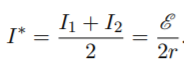 I* = (I₁ + I₂)/2 = ℰ/2r.